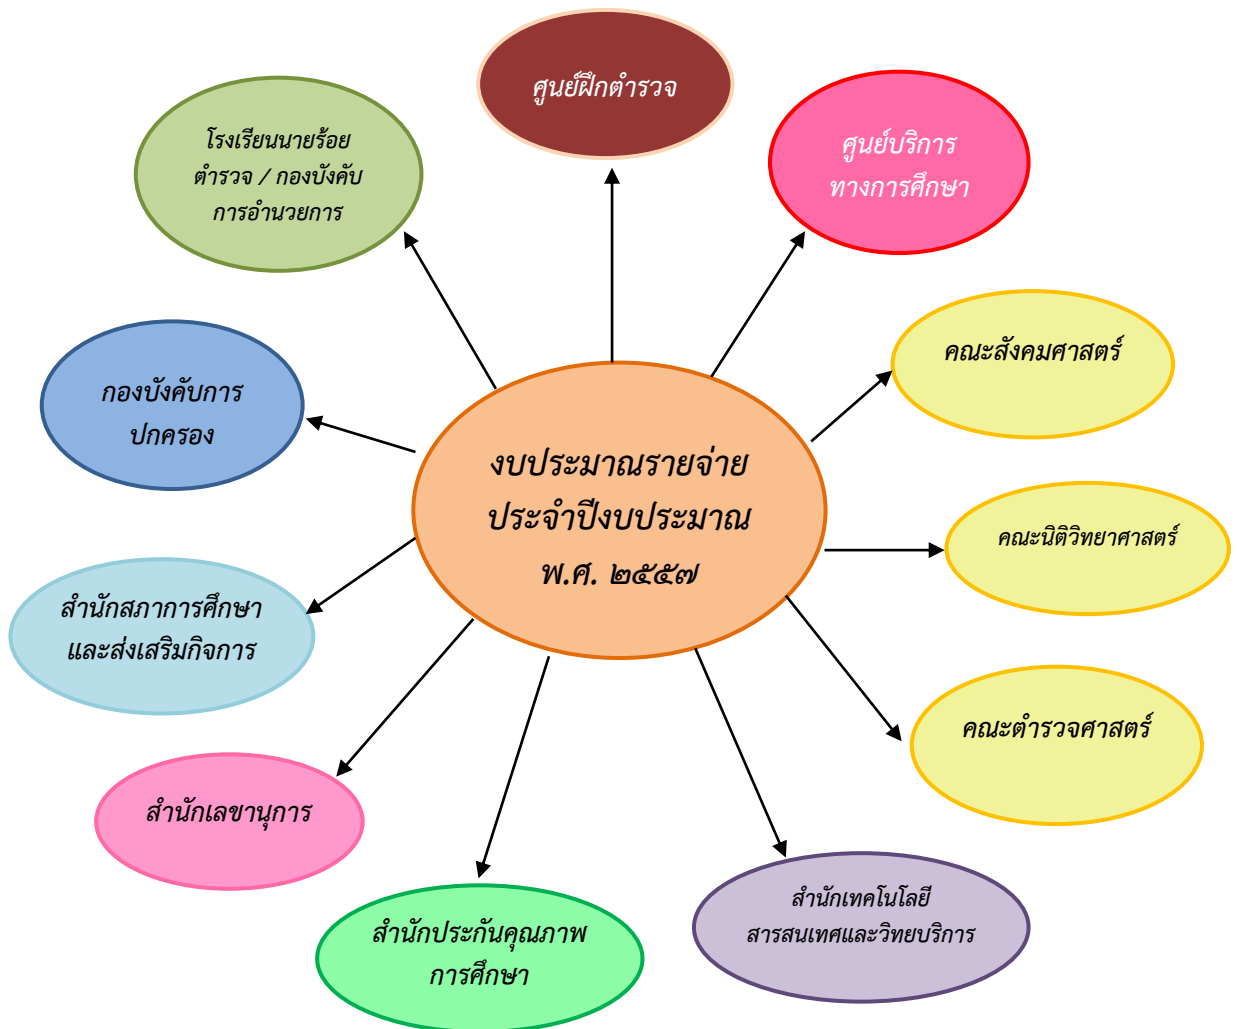 ศูนย์ฝึกตำรวจ
โรงเรียนนายร้อย
ตำรวจ / กองบังคับ
การอำนวยการ
ศูนย์บริการ
ทางการศึกษา
คณะสังคมศาสตร์
กองบังคับการ
ปกครอง
งบประมาณรายจ่าย
ประจำปีงบประมาณ
พ.ศ. ๒๕๕๗
คณะนิติวิทยาศาสตร์
สำนักสภาการศึกษา
และส่งเสริมกิจการ
คณะตำรวจศาสตร์
สำนักเลขานุการ
สำนักเทคโนโลยี
สารสนเทศและวิทยบริการ
สำนักประกันคุณภาพ
การศึกษา